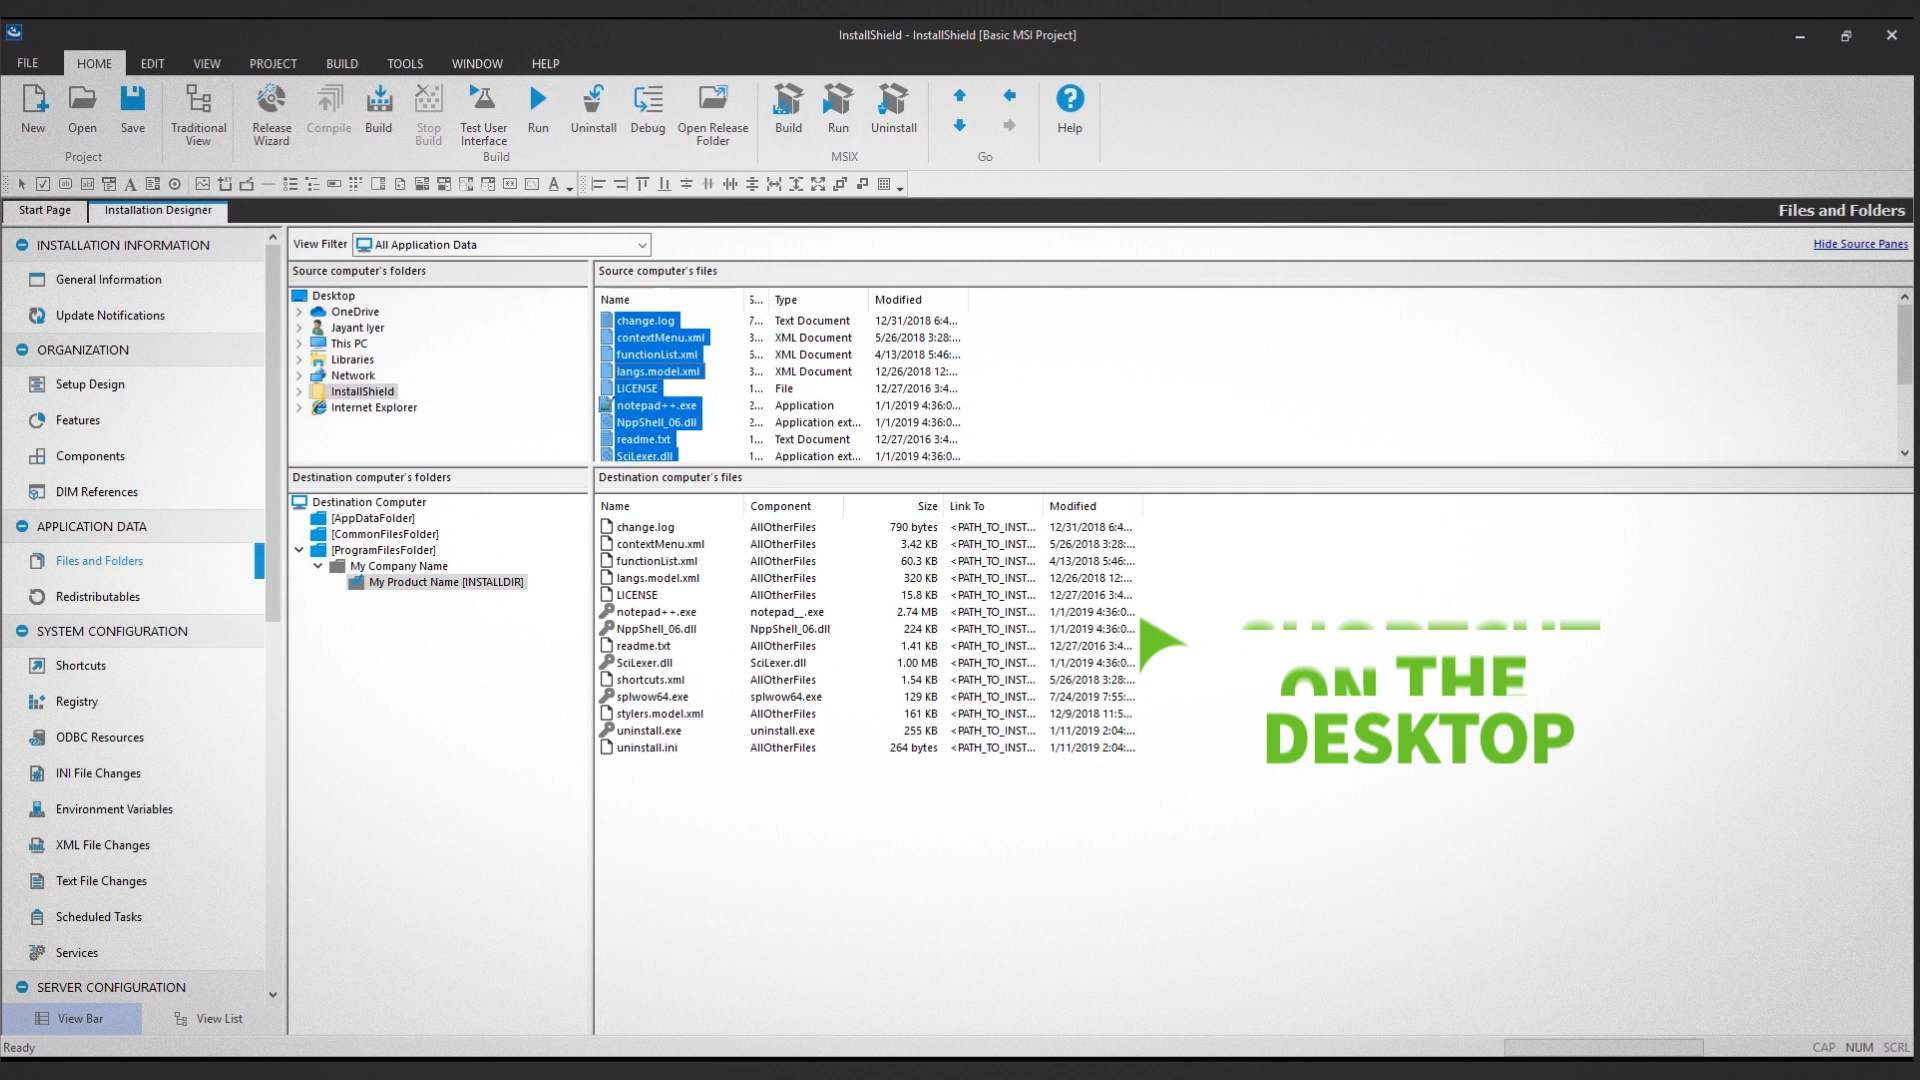 InstallShield - InstallShield [Basic MSI Project]
FILE HOME EDIT VIEW PROJECT BUILD TOOLS WINDOW HELP
New Open Save Traditional View Release Wizard Compile Build Stop Build Test User Interface Run Uninstall Debug Open Release Folder Build Run Uninstall Help
Project Build MSIX Go
Start Page Installation Designer Files and Folders
INSTALLATION INFORMATION
General Information
Update Notifications
ORGANIZATION
Setup Design
Features
Components
DIM References
APPLICATION DATA
Files and Folders
Redistributables
SYSTEM CONFIGURATION
Shortcuts
Registry
ODBC Resources
INI File Changes
Environment Variables
XML File Changes
Text File Changes
Scheduled Tasks
Services
SERVER CONFIGURATION
View Bar View List
View Filter All Application Data Hide Source Panes
Source computer's folders
Desktop
OneDrive
Jayant Iyer
This PC
Libraries
Network
InstallShield
Internet Explorer
Source computer's files
Name S... Type Modified
change.log 7... Text Document 12/31/2018 6:4...
contextMenu.xml 3... XML Document 5/26/2018 3:28:...
functionList.xml 6... XML Document 4/13/2018 5:46:...
langs.model.xml 3... XML Document 12/26/2018 12:...
LICENSE 1... File 12/27/2016 3:4...
notepad++.exe 2... Application 1/1/2019 4:36:0...
NppShell_06.dll 2... Application ext... 1/1/2019 4:36:0...
readme.txt 1... Text Document 12/27/2016 3:4...
SciLexer.dll 1... Application ext... 1/1/2019 4:36:0...
Destination computer's folders
Destination Computer
[AppDataFolder]
[CommonFilesFolder]
[ProgramFilesFolder]
My Company Name
My Product Name [INSTALLDIR]
Destination computer's files
Name Component Size Link To Modified
change.log AllOtherFiles 790 bytes <PATH_TO_INST... 12/31/2018 6:4...
contextMenu.xml AllOtherFiles 3.42 KB <PATH_TO_INST... 5/26/2018 3:28:...
functionList.xml AllOtherFiles 60.3 KB <PATH_TO_INST... 4/13/2018 5:46:...
langs.model.xml AllOtherFiles 320 KB <PATH_TO_INST... 12/26/2018 12:...
LICENSE AllOtherFiles 15.8 KB <PATH_TO_INST... 12/27/2016 3:4...
notepad++.exe notepad__.exe 2.74 MB <PATH_TO_INST... 1/1/2019 4:36:0...
NppShell_06.dll NppShell_06.dll 224 KB <PATH_TO_INST... 1/1/2019 4:36:0...
readme.txt AllOtherFiles 1.41 KB <PATH_TO_INST... 12/27/2016 3:4...
SciLexer.dll SciLexer.dll 1.00 MB <PATH_TO_INST... 1/1/2019 4:36:0...
shortcuts.xml AllOtherFiles 1.54 KB <PATH_TO_INST... 5/26/2018 3:28:...
splwow64.exe splwow64.exe 129 KB <PATH_TO_INST... 7/24/2019 7:55:...
stylers.model.xml AllOtherFiles 161 KB <PATH_TO_INST... 12/9/2018 11:5...
uninstall.exe uninstall.exe 255 KB <PATH_TO_INST... 1/11/2019 2:04:...
uninstall.ini AllOtherFiles 264 bytes <PATH_TO_INST... 1/11/2019 2:04:...
ON THE
DESKTOP
Ready CAP NUM SCRL